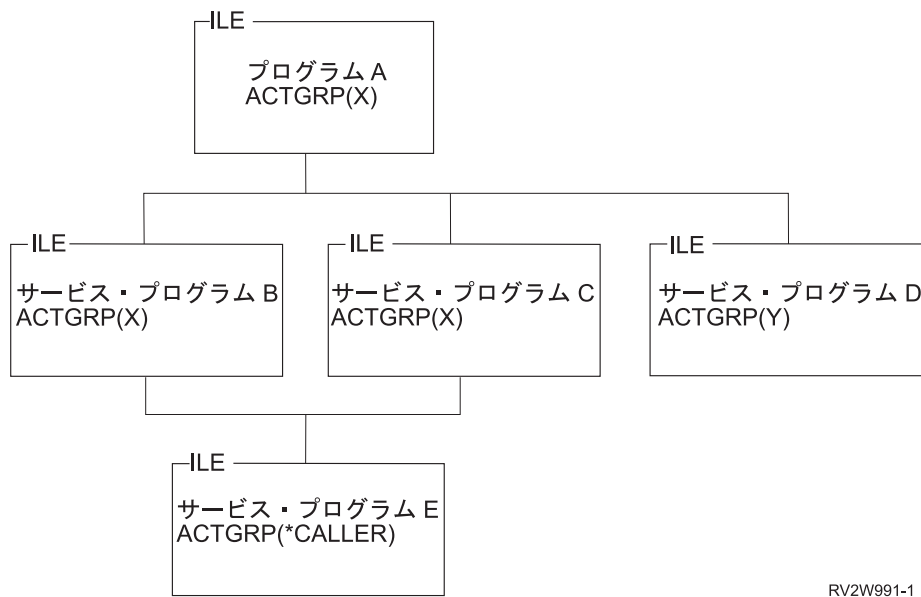 ILE
プログラム A
ACTGRP(X)
ILE
サービス・プログラム B
ACTGRP(X)
ILE
サービス・プログラム C
ACTGRP(X)
ILE
サービス・プログラム D
ACTGRP(Y)
ILE
サービス・プログラム E
ACTGRP(*CALLER)
RV2W991-1